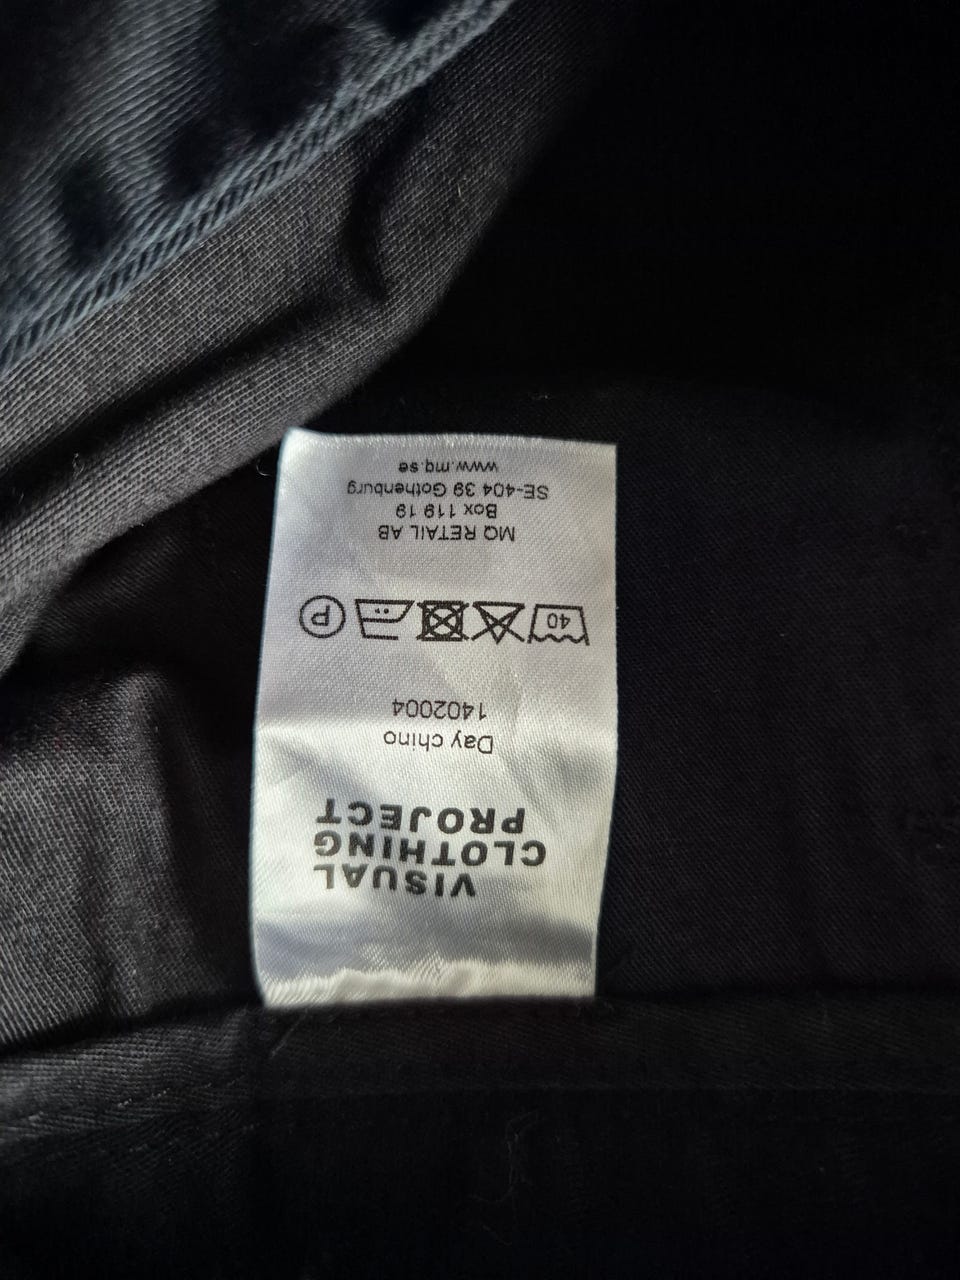 VISUAL
CLOTHING
PROJECT
Day chino
1402004
40 P
MQ RETAIL AB
Box 119 19
SE-404 39 Gothenburg
www.mq.se